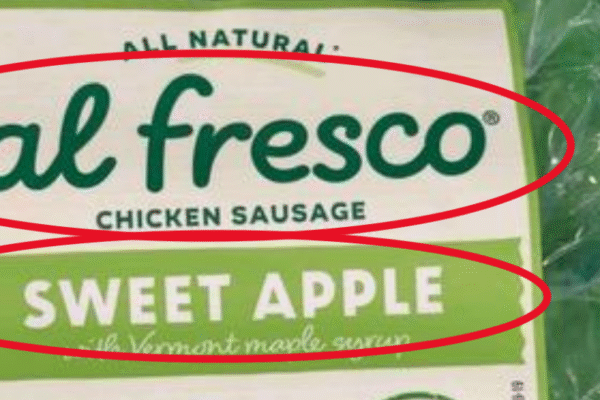 ALL NATURAL*
al fresco®
CHICKEN SAUSAGE
SWEET APPLE
with Vermont maple syrup